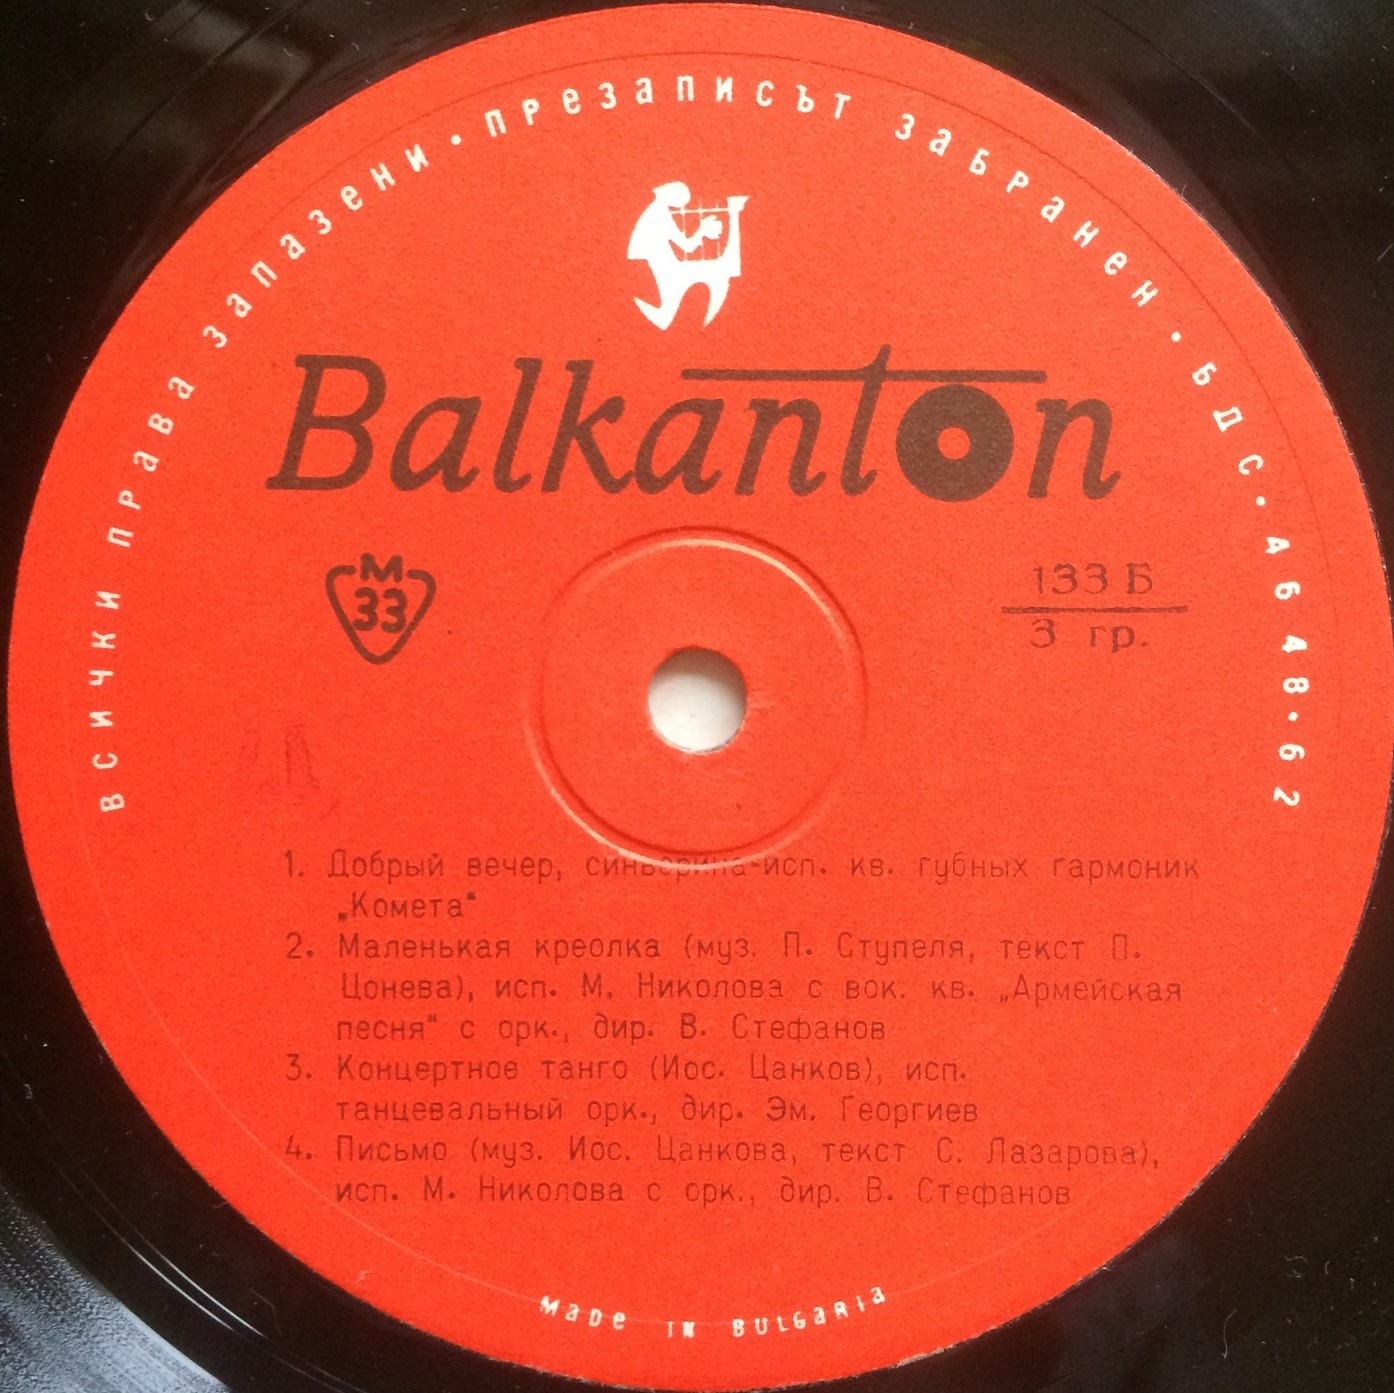 Всички права запазени · Презаписът забранен · БДС · 46 48 · 62
Balkanton
М
33
133 Б
3 гр.
1. Добрый вечер, синьорина-исп. кв. губных гармоник
„Комета“
2. Маленькая креолка (муз. П. Ступеля, текст П.
Цонева), исп. М. Николова с вок. кв. „Армейская
песня“ с орк., дир. В. Стефанов
3. Концертное танго (Иос. Цанков), исп.
танцевальный орк., дир. Эм. Георгиев
4. Письмо (муз. Иос. Цанкова, текст С. Лазарова),
исп. М. Николова с орк., дир. В. Стефанов
Made in Bulgaria